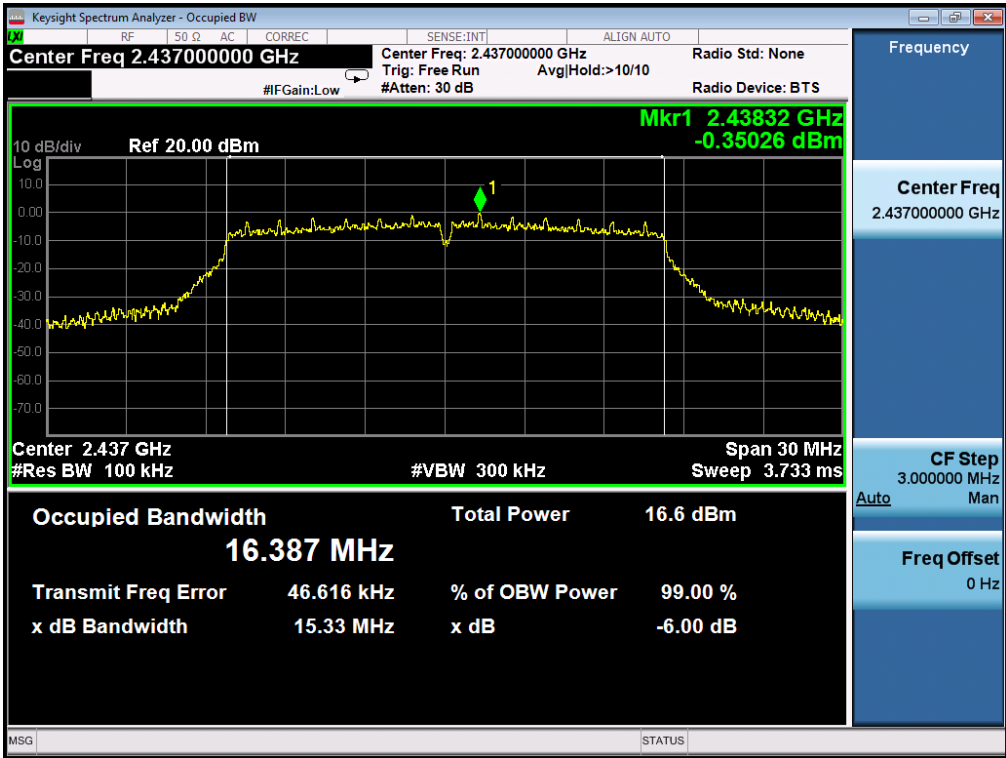 Keysight Spectrum Analyzer - Occupied BW
LXI RF 50 Ω AC CORREC SENSE:INT ALIGN AUTO
Center Freq 2.437000000 GHz
#IFGain:Low
Center Freq: 2.437000000 GHz
Trig: Free Run Avg|Hold:>10/10
#Atten: 30 dB
Radio Std: None
Radio Device: BTS
Mkr1 2.43832 GHz
-0.35026 dBm
10 dB/div Ref 20.00 dBm
Log
10.0
0.00
-10.0
-20.0
-30.0
-40.0
-50.0
-60.0
-70.0
1
Center 2.437 GHz Span 30 MHz
#Res BW 100 kHz #VBW 300 kHz Sweep 3.733 ms
Occupied Bandwidth Total Power 16.6 dBm
16.387 MHz
Transmit Freq Error 46.616 kHz % of OBW Power 99.00 %
x dB Bandwidth 15.33 MHz x dB -6.00 dB
MSG STATUS
Frequency
Center Freq
2.437000000 GHz
CF Step
3.000000 MHz
Auto Man
Freq Offset
0 Hz